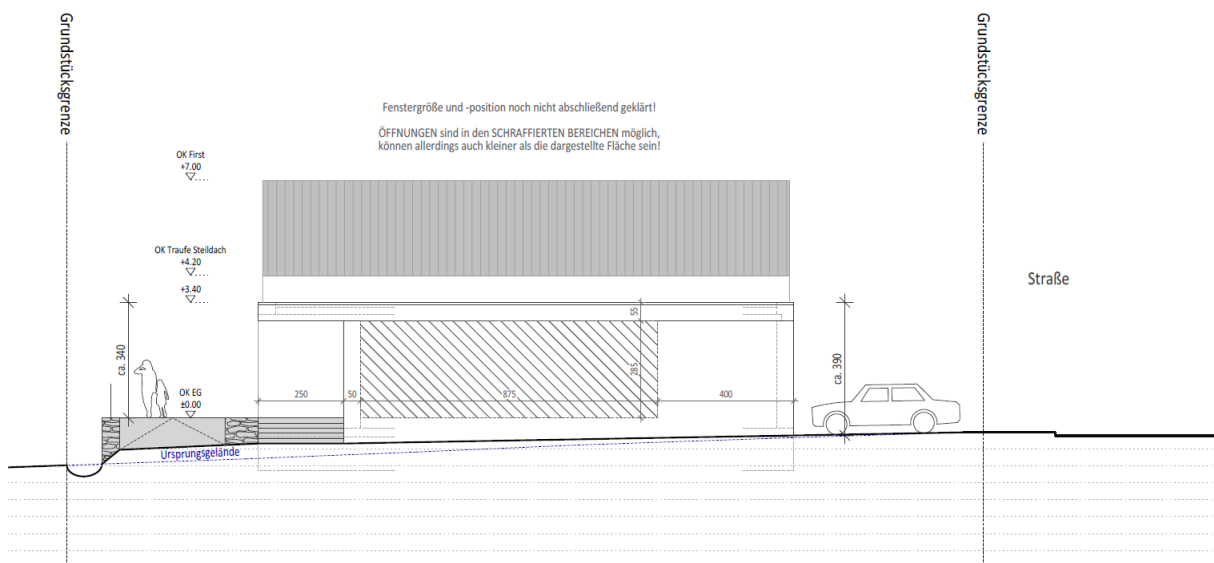 Grundstücksgrenze
Grundstücksgrenze
Fenstergröße und -position noch nicht abschließend geklärt!
ÖFFNUNGEN sind in den SCHRAFFIERTEN BEREICHEN möglich,
können allerdings auch kleiner als die dargestellte Fläche sein!
OK First
+7.00
OK Traufe Steildach
+4.20
+3.40
Straße
55
ca. 340
285
ca. 390
OK EG
±0.00
250
50
875
400
Ursprungsgelände